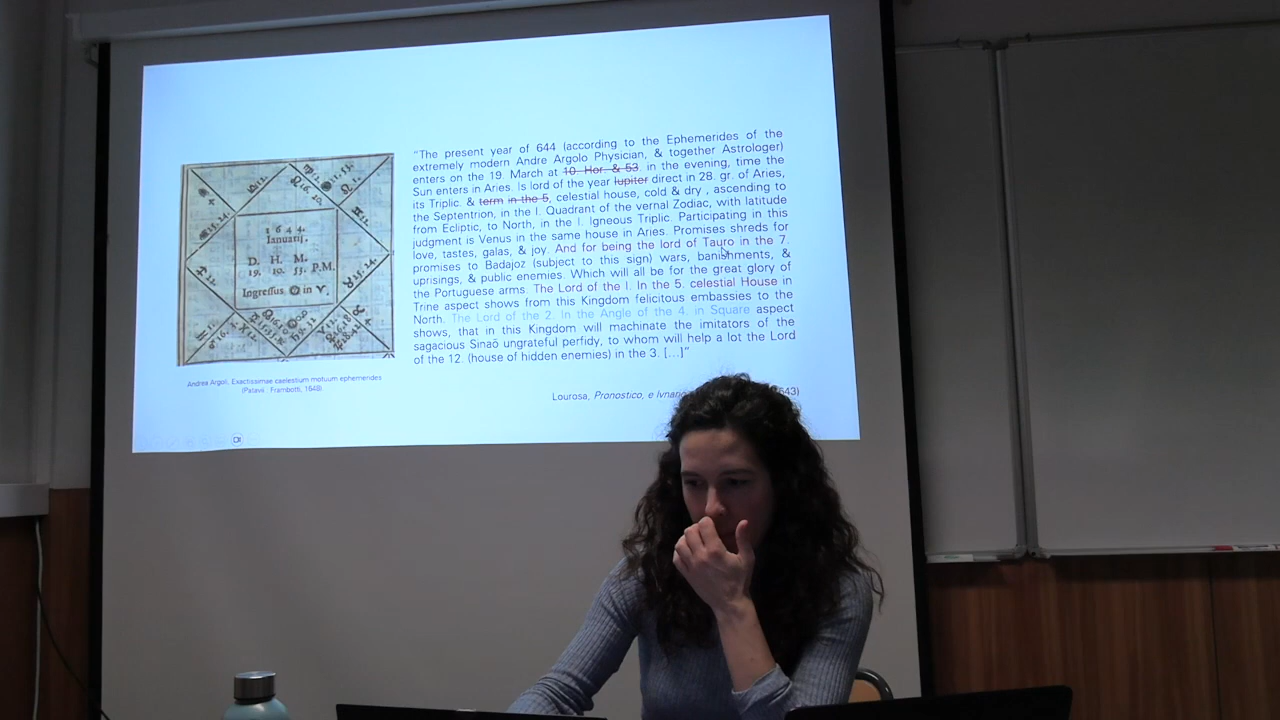 1 6 4 4.
Ianuarij.
D. H. M.
19. 10. 53. P.M.
Ingressus in ♈.
Andrea Argoli, Exactissimae caelestium motuum ephemerides
(Patavii : Frambotti, 1648)
“The present year of 644 (according to the Ephemerides of the
extremely modern Andre Argolo Physician, & together Astrologer)
enters on the 19. March at 10. Hor. & 53. in the evening, time the
Sun enters in Aries. Is lord of the year Iupiter direct in 28. gr. of Aries,
its Triplic. & term in the 5, celestial house, cold & dry , ascending to
the Septentrion, in the I. Quadrant of the vernal Zodiac, with latitude
from Ecliptic, to North, in the I. Igneous Triplic. Participating in this
judgment is Venus in the same house in Aries. Promises shreds for
love, tastes, galas, & joy. And for being the lord of Tauro in the 7.
promises to Badajoz (subject to this sign) wars, banishments, &
uprisings, & public enemies. Which will all be for the great glory of
the Portuguese arms. The Lord of the I. In the 5. celestial House in
Trine aspect shows from this Kingdom felicitous embassies to the
North. The Lord of the 2. In the Angle of the 4. in Square aspect
shows, that in this Kingdom will machinate the imitators of the
sagacious Sinaõ ungrateful perfidy, to whom will help a lot the Lord
of the 12. (house of hidden enemies) in the 3. [...]”
Lourosa, Pronostico, e Ivnario 643)